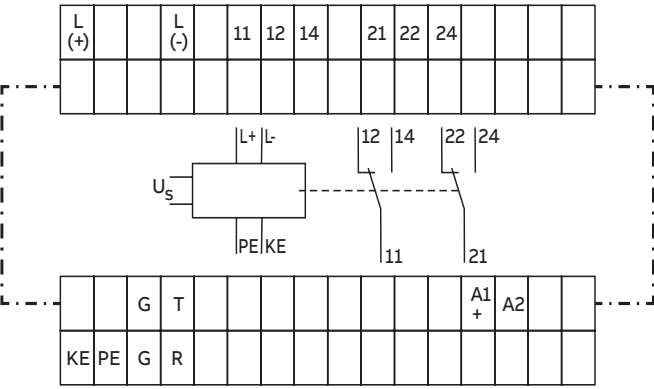 L (+) L (-) 11 12 14 21 22 24
L+ L- 12 14 22 24
Us
PE KE 11 21
G T A1 + A2
KE PE G R